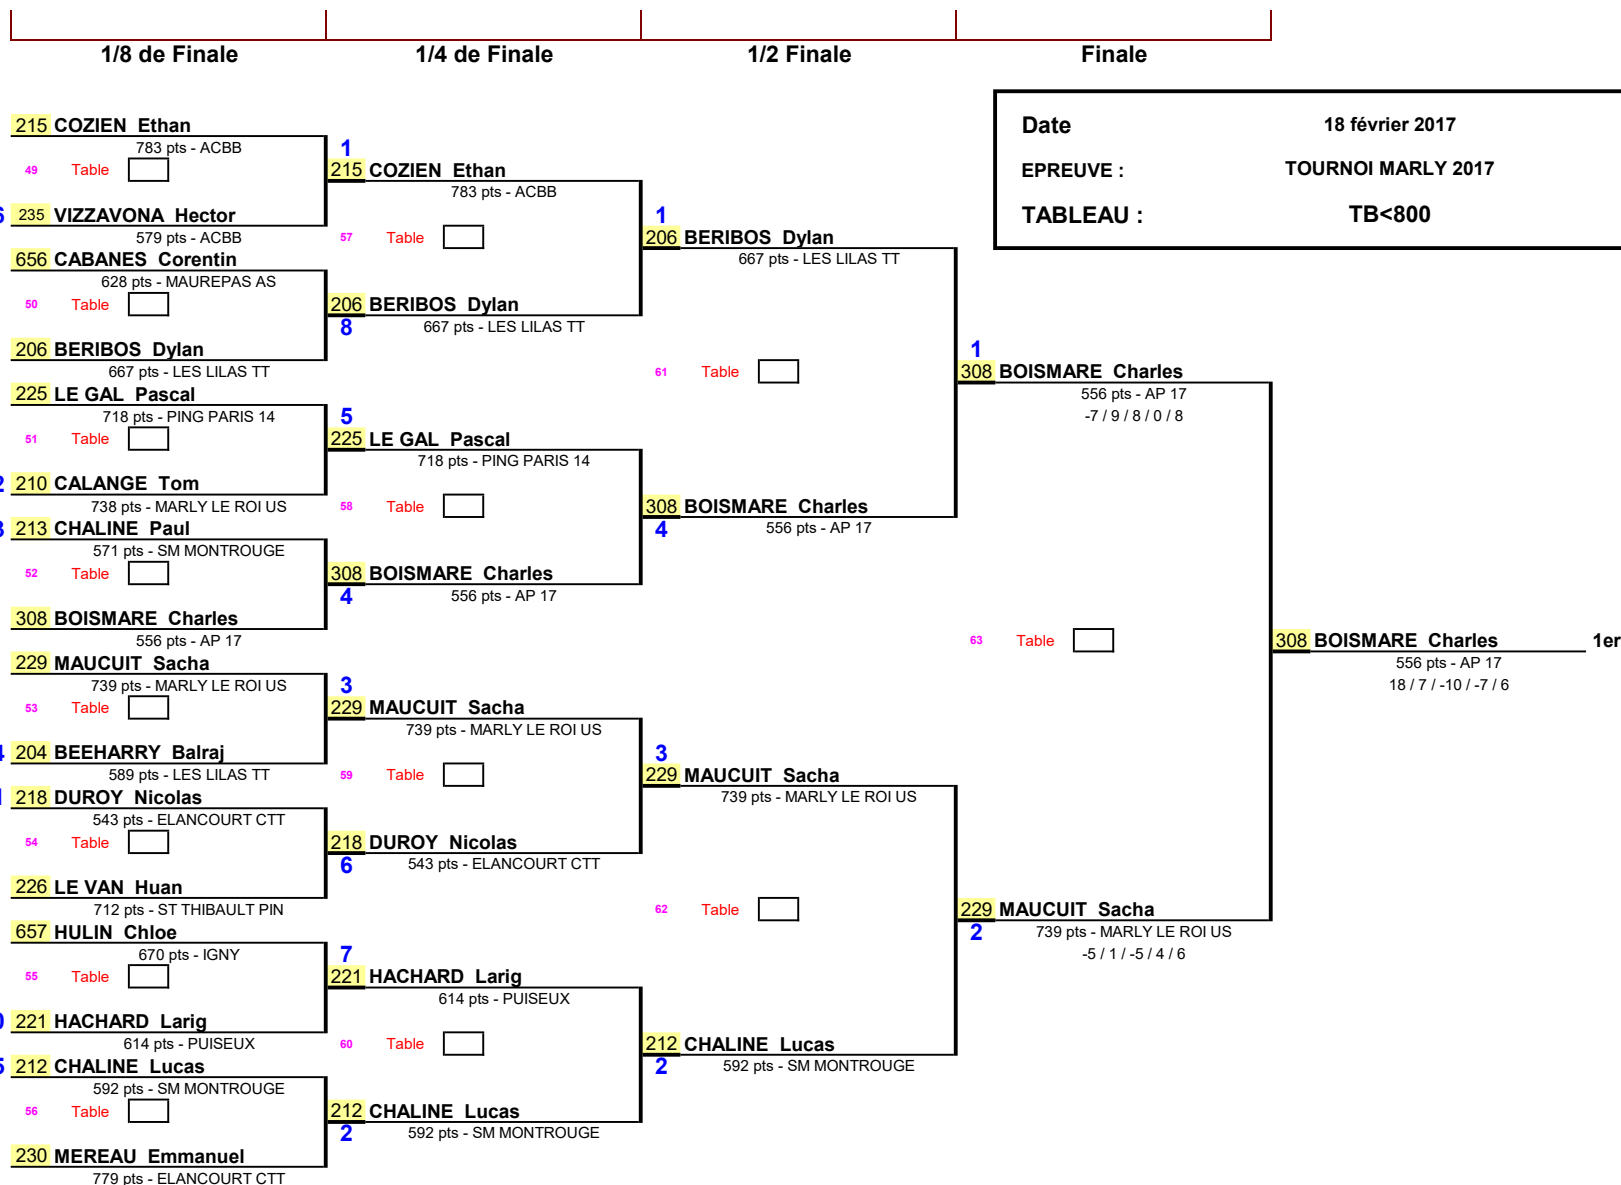 1/8 de Finale 1/4 de Finale 1/2 Finale Finale
Date 18 février 2017
EPREUVE : TOURNOI MARLY 2017
TABLEAU : TB<800
215 COZIEN Ethan
783 pts - ACBB
49 Table
235 VIZZAVONA Hector
579 pts - ACBB
656 CABANES Corentin
628 pts - MAUREPAS AS
50 Table
206 BERIBOS Dylan
667 pts - LES LILAS TT
225 LE GAL Pascal
718 pts - PING PARIS 14
51 Table
210 CALANGE Tom
738 pts - MARLY LE ROI US
213 CHALINE Paul
571 pts - SM MONTROUGE
52 Table
308 BOISMARE Charles
556 pts - AP 17
229 MAUCUIT Sacha
739 pts - MARLY LE ROI US
53 Table
204 BEEHARRY Balraj
589 pts - LES LILAS TT
218 DUROY Nicolas
543 pts - ELANCOURT CTT
54 Table
226 LE VAN Huan
712 pts - ST THIBAULT PIN
657 HULIN Chloe
670 pts - IGNY
55 Table
221 HACHARD Larig
614 pts - PUISEUX
212 CHALINE Lucas
592 pts - SM MONTROUGE
56 Table
230 MEREAU Emmanuel
779 pts - ELANCOURT CTT
1
215 COZIEN Ethan
783 pts - ACBB
57 Table
206 BERIBOS Dylan
8
667 pts - LES LILAS TT
5
225 LE GAL Pascal
718 pts - PING PARIS 14
58 Table
308 BOISMARE Charles
4
556 pts - AP 17
3
229 MAUCUIT Sacha
739 pts - MARLY LE ROI US
59 Table
218 DUROY Nicolas
6
543 pts - ELANCOURT CTT
7
221 HACHARD Larig
614 pts - PUISEUX
60 Table
212 CHALINE Lucas
2
592 pts - SM MONTROUGE
1
206 BERIBOS Dylan
667 pts - LES LILAS TT
61 Table
308 BOISMARE Charles
4
556 pts - AP 17
3
229 MAUCUIT Sacha
739 pts - MARLY LE ROI US
62 Table
212 CHALINE Lucas
2
592 pts - SM MONTROUGE
1
308 BOISMARE Charles
556 pts - AP 17
-7 / 9 / 8 / 0 / 8
63 Table
229 MAUCUIT Sacha
2
739 pts - MARLY LE ROI US
-5 / 1 / -5 / 4 / 6
308 BOISMARE Charles 1er
556 pts - AP 17
18 / 7 / -10 / -7 / 6